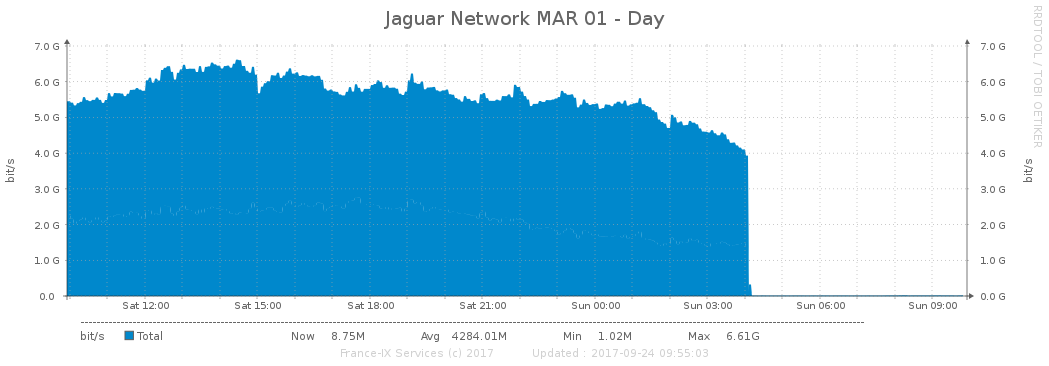 Jaguar Network MAR 01 - Day
RRDTOOL / TOBI OETIKER
7.0 G 7.0 G
6.0 G 6.0 G
5.0 G 5.0 G
4.0 G 4.0 G
3.0 G 3.0 G
2.0 G 2.0 G
1.0 G 1.0 G
0.0 0.0 G
bit/s bit/s
Sat 12:00 Sat 15:00 Sat 18:00 Sat 21:00 Sun 00:00 Sun 03:00 Sun 06:00 Sun 09:00
bit/s Total Now 8.75M Avg 4284.01M Min 1.02M Max 6.61G
France-IX Services (c) 2017 Updated : 2017-09-24 09:55:03